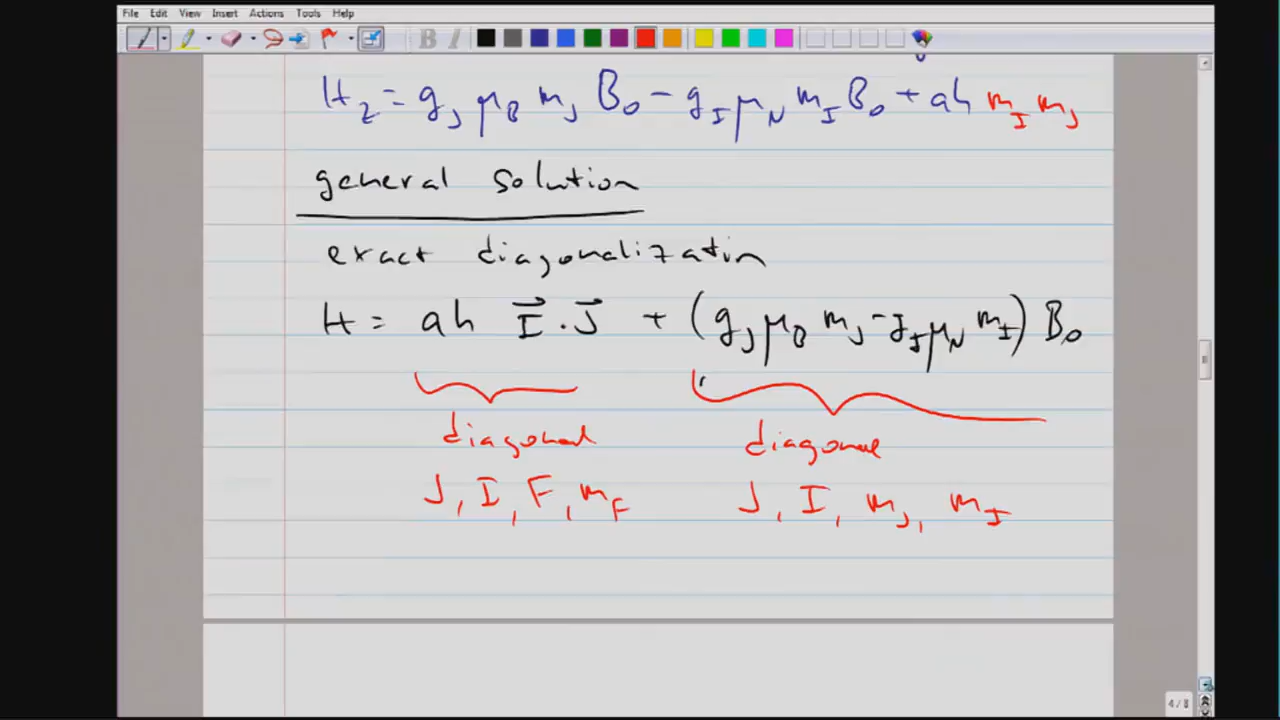 File Edit View Insert Actions Tools Help
B I
H_Z = g_J μ_B m_J B_0 - g_I μ_N m_I B_0 + ah m_I m_J
general solution
exact diagonalizatin
H = ah I⃗ · J⃗ + (g_J μ_B m_J - g_I μ_N m_I) B_0
diagonal diagonal
J, I, F, m_F J, I, m_J, m_I
4 / 8